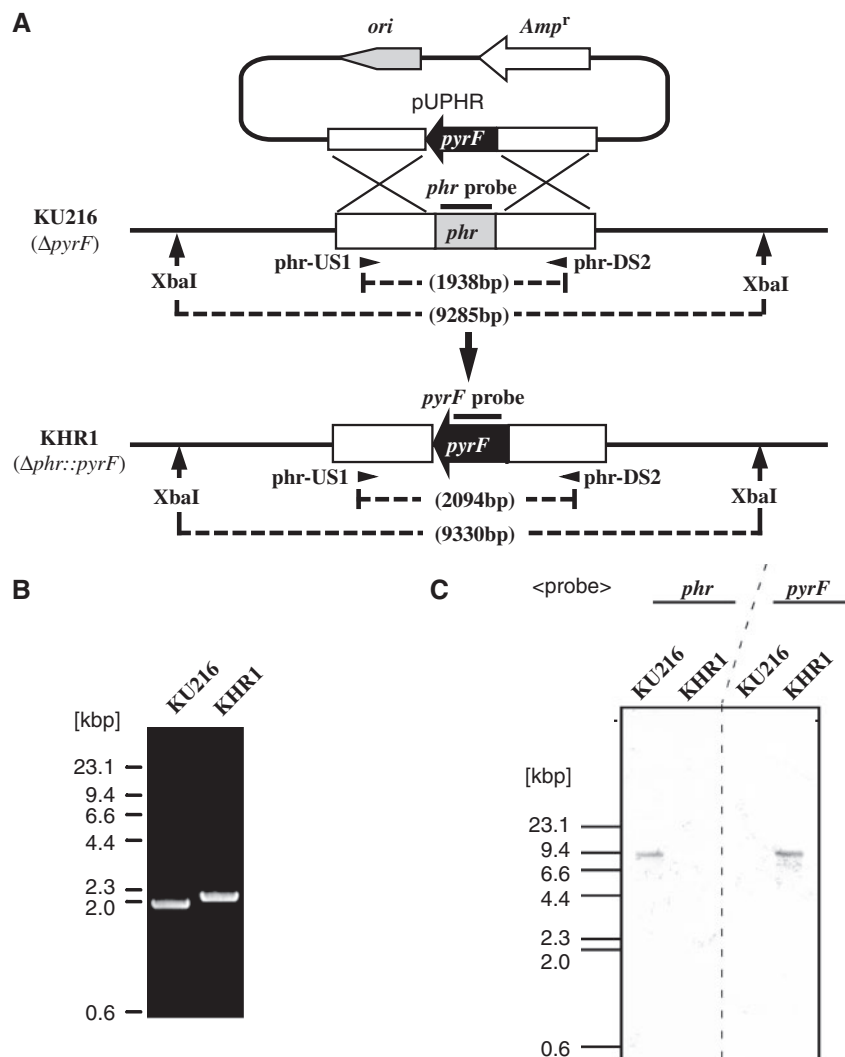 A
ori
Ampʳ
pUPHR
pyrF
phr probe
KU216
(ΔpyrF)
phr
XbaI
phr-US1
phr-DS2
XbaI
(1938bp)
(9285bp)
pyrF probe
KHR1
(Δphr::pyrF)
pyrF
XbaI
phr-US1
phr-DS2
XbaI
(2094bp)
(9330bp)
B
KU216
KHR1
[kbp]
23.1
9.4
6.6
4.4
2.3
2.0
0.6
C
<probe>
phr
pyrF
KU216
KHR1
KU216
KHR1
[kbp]
23.1
9.4
6.6
4.4
2.3
2.0
0.6